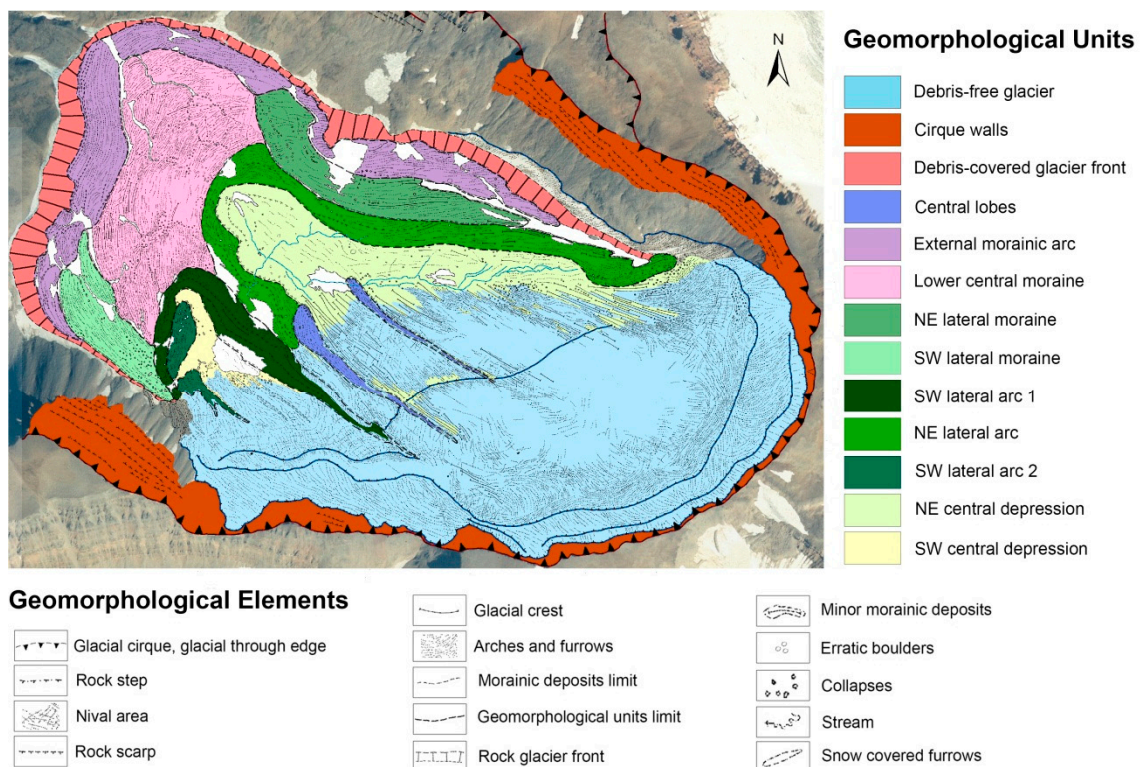 N
Geomorphological Units
Debris-free glacier
Cirque walls
Debris-covered glacier front
Central lobes
External morainic arc
Lower central moraine
NE lateral moraine
SW lateral moraine
SW lateral arc 1
NE lateral arc
SW lateral arc 2
NE central depression
SW central depression
Geomorphological Elements
Glacial cirque, glacial through edge
Rock step
Nival area
Rock scarp
Glacial crest
Arches and furrows
Morainic deposits limit
Geomorphological units limit
Rock glacier front
Minor morainic deposits
Erratic boulders
Collapses
Stream
Snow covered furrows